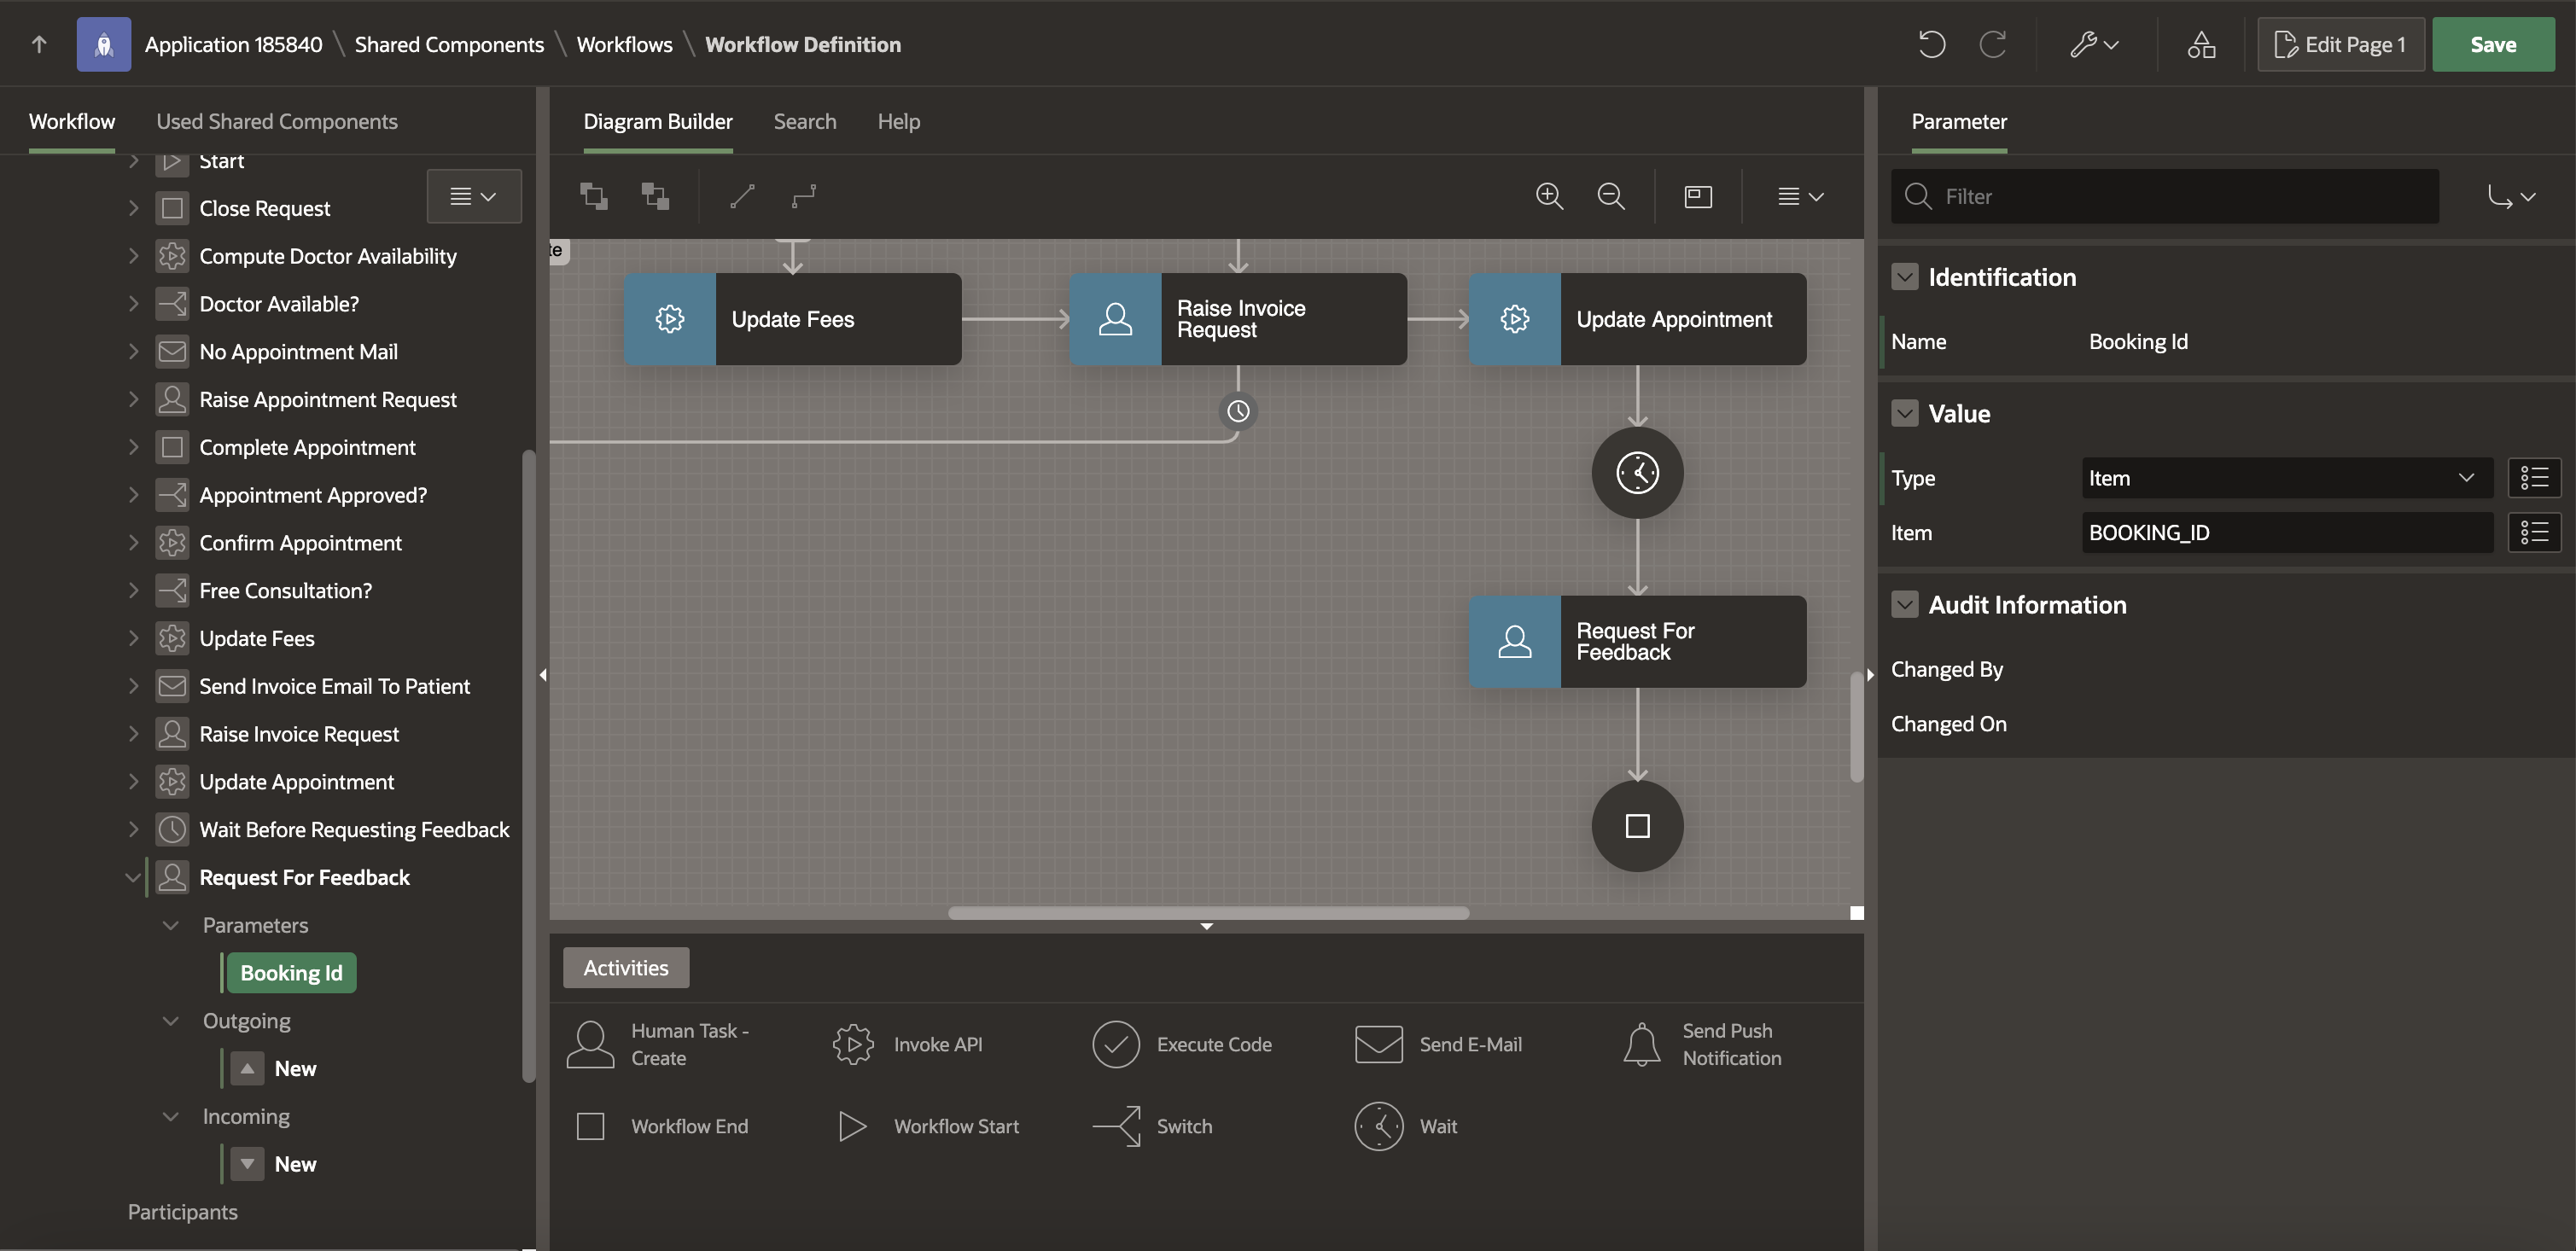 Application 185840 \ Shared Components \ Workflows \ Workflow Definition
Edit Page 1
Save
Workflow
Used Shared Components
Start
Close Request
Compute Doctor Availability
Doctor Available?
No Appointment Mail
Raise Appointment Request
Complete Appointment
Appointment Approved?
Confirm Appointment
Free Consultation?
Update Fees
Send Invoice Email To Patient
Raise Invoice Request
Update Appointment
Wait Before Requesting Feedback
Request For Feedback
Parameters
Booking Id
Outgoing
New
Incoming
New
Participants
Diagram Builder
Search
Help
te
Update Fees
Raise Invoice
Request
Update Appointment
Request For
Feedback
Activities
Human Task -
Create
Invoke API
Execute Code
Send E-Mail
Send Push
Notification
Workflow End
Workflow Start
Switch
Wait
Parameter
Filter
Identification
Name
Booking Id
Value
Type
Item
Item
BOOKING_ID
Audit Information
Changed By
Changed On